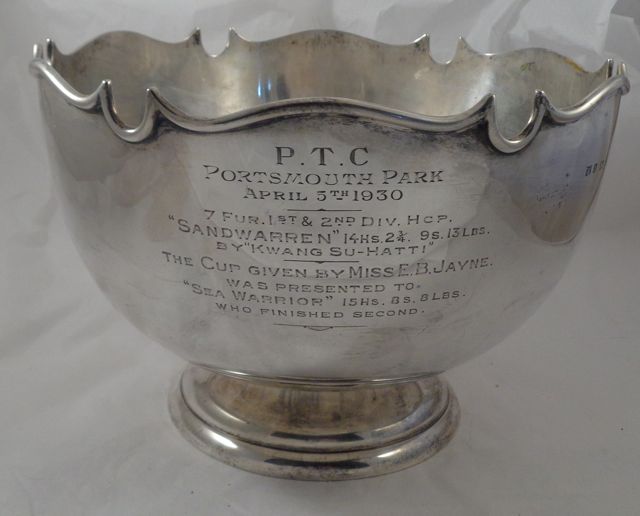 P.T.C
PORTSMOUTH PARK
APRIL 5TH 1930
7 FUR. 1ST & 2ND DIV. HCP.
"SANDWARREN" 14HS. 2¾. 9S. 13LBS.
BY "KWANG SU-HATTI"
THE CUP GIVEN BY MISS E.B. JAYNE.
WAS PRESENTED TO.
"SEA WARRIOR" 15HS. 8S. 8LBS.
WHO FINISHED SECOND.